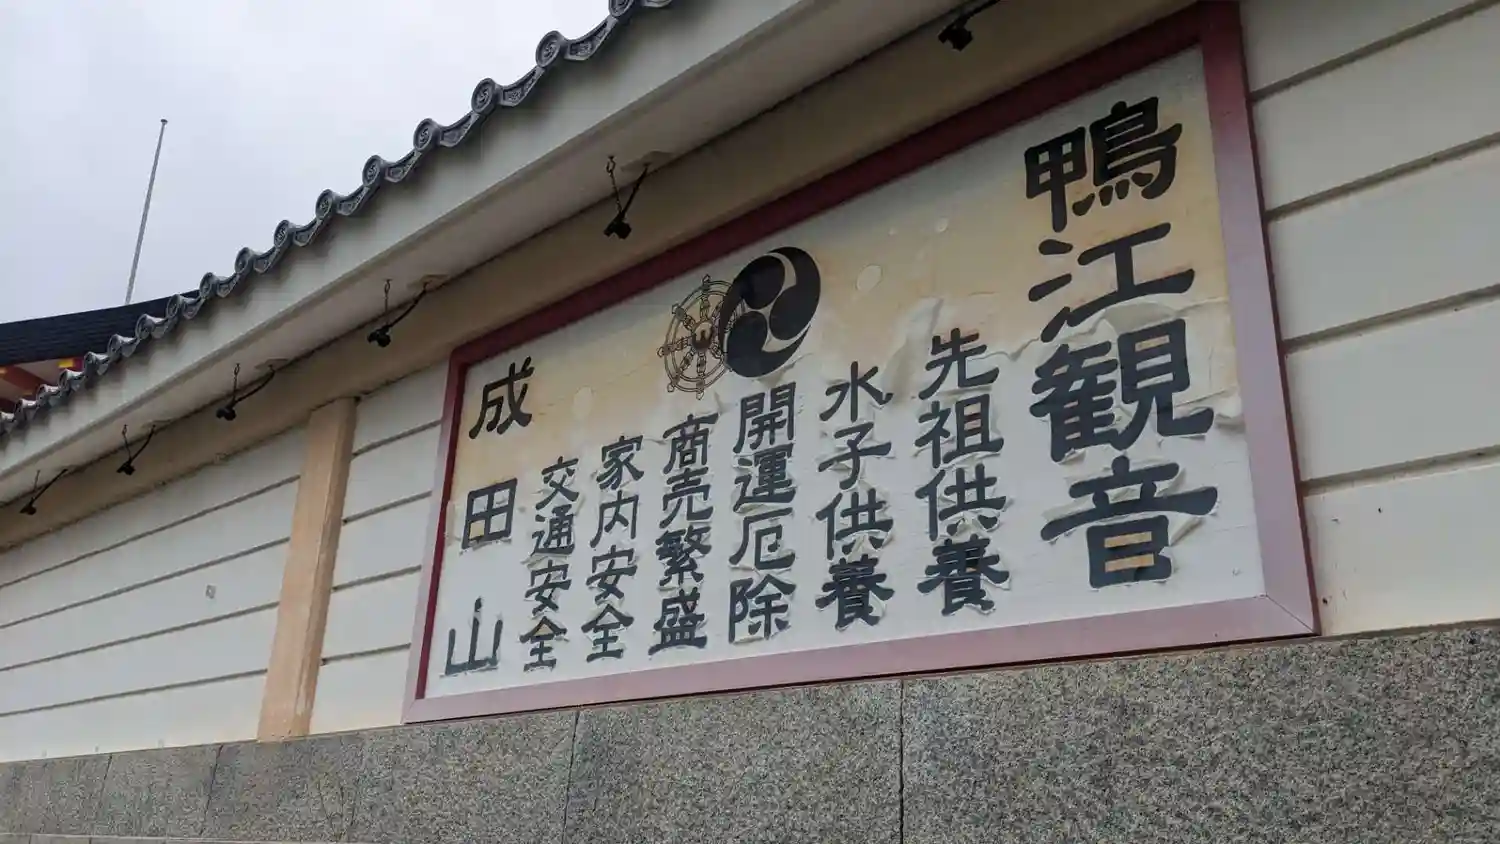 鴨江観音
先祖供養
水子供養
開運厄除
商売繁盛
家内安全
交通安全
成田山